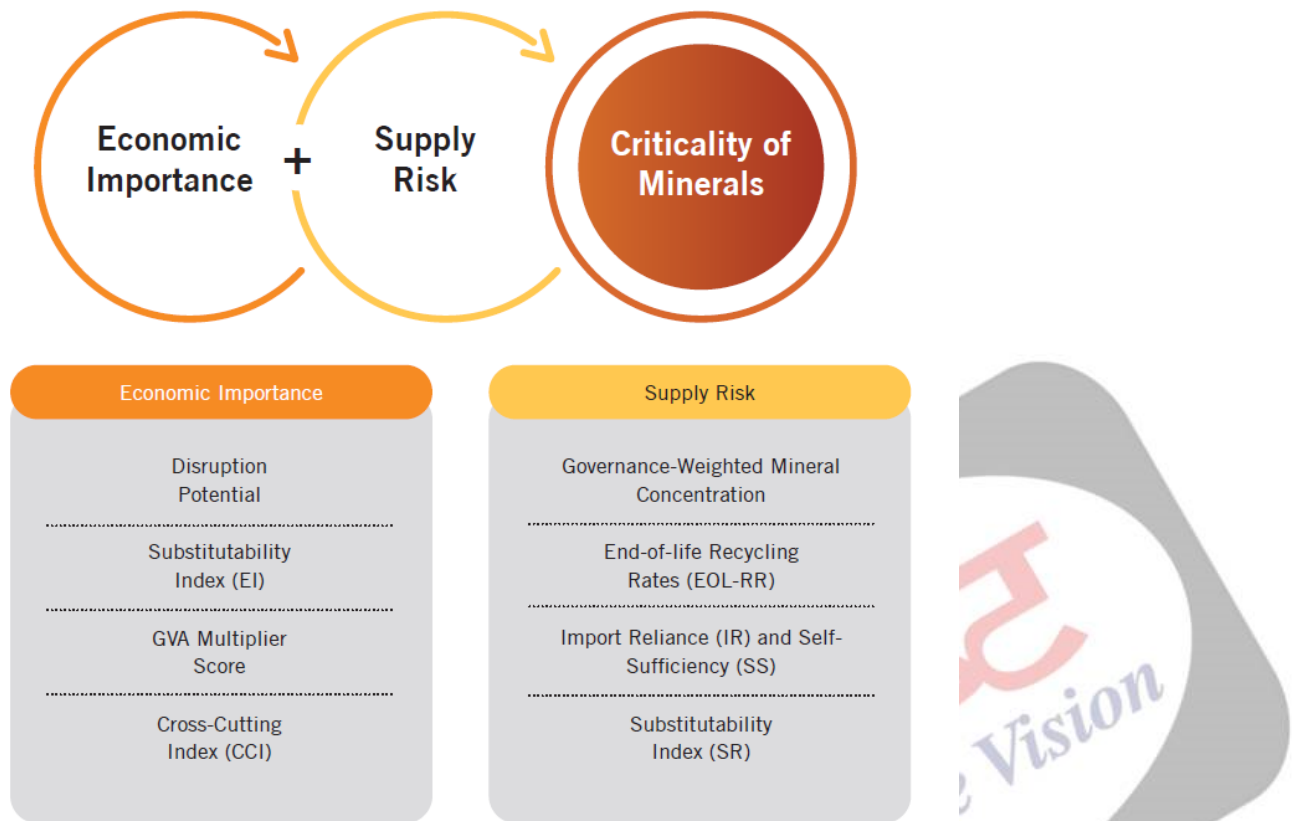 Economic
Importance
+
Supply
Risk
Criticality of
Minerals
Economic Importance
Disruption
Potential
Substitutability
Index (EI)
GVA Multiplier
Score
Cross-Cutting
Index (CCI)
Supply Risk
Governance-Weighted Mineral
Concentration
End-of-life Recycling
Rates (EOL-RR)
Import Reliance (IR) and Self-
Sufficiency (SS)
Substitutability
Index (SR)
Vision